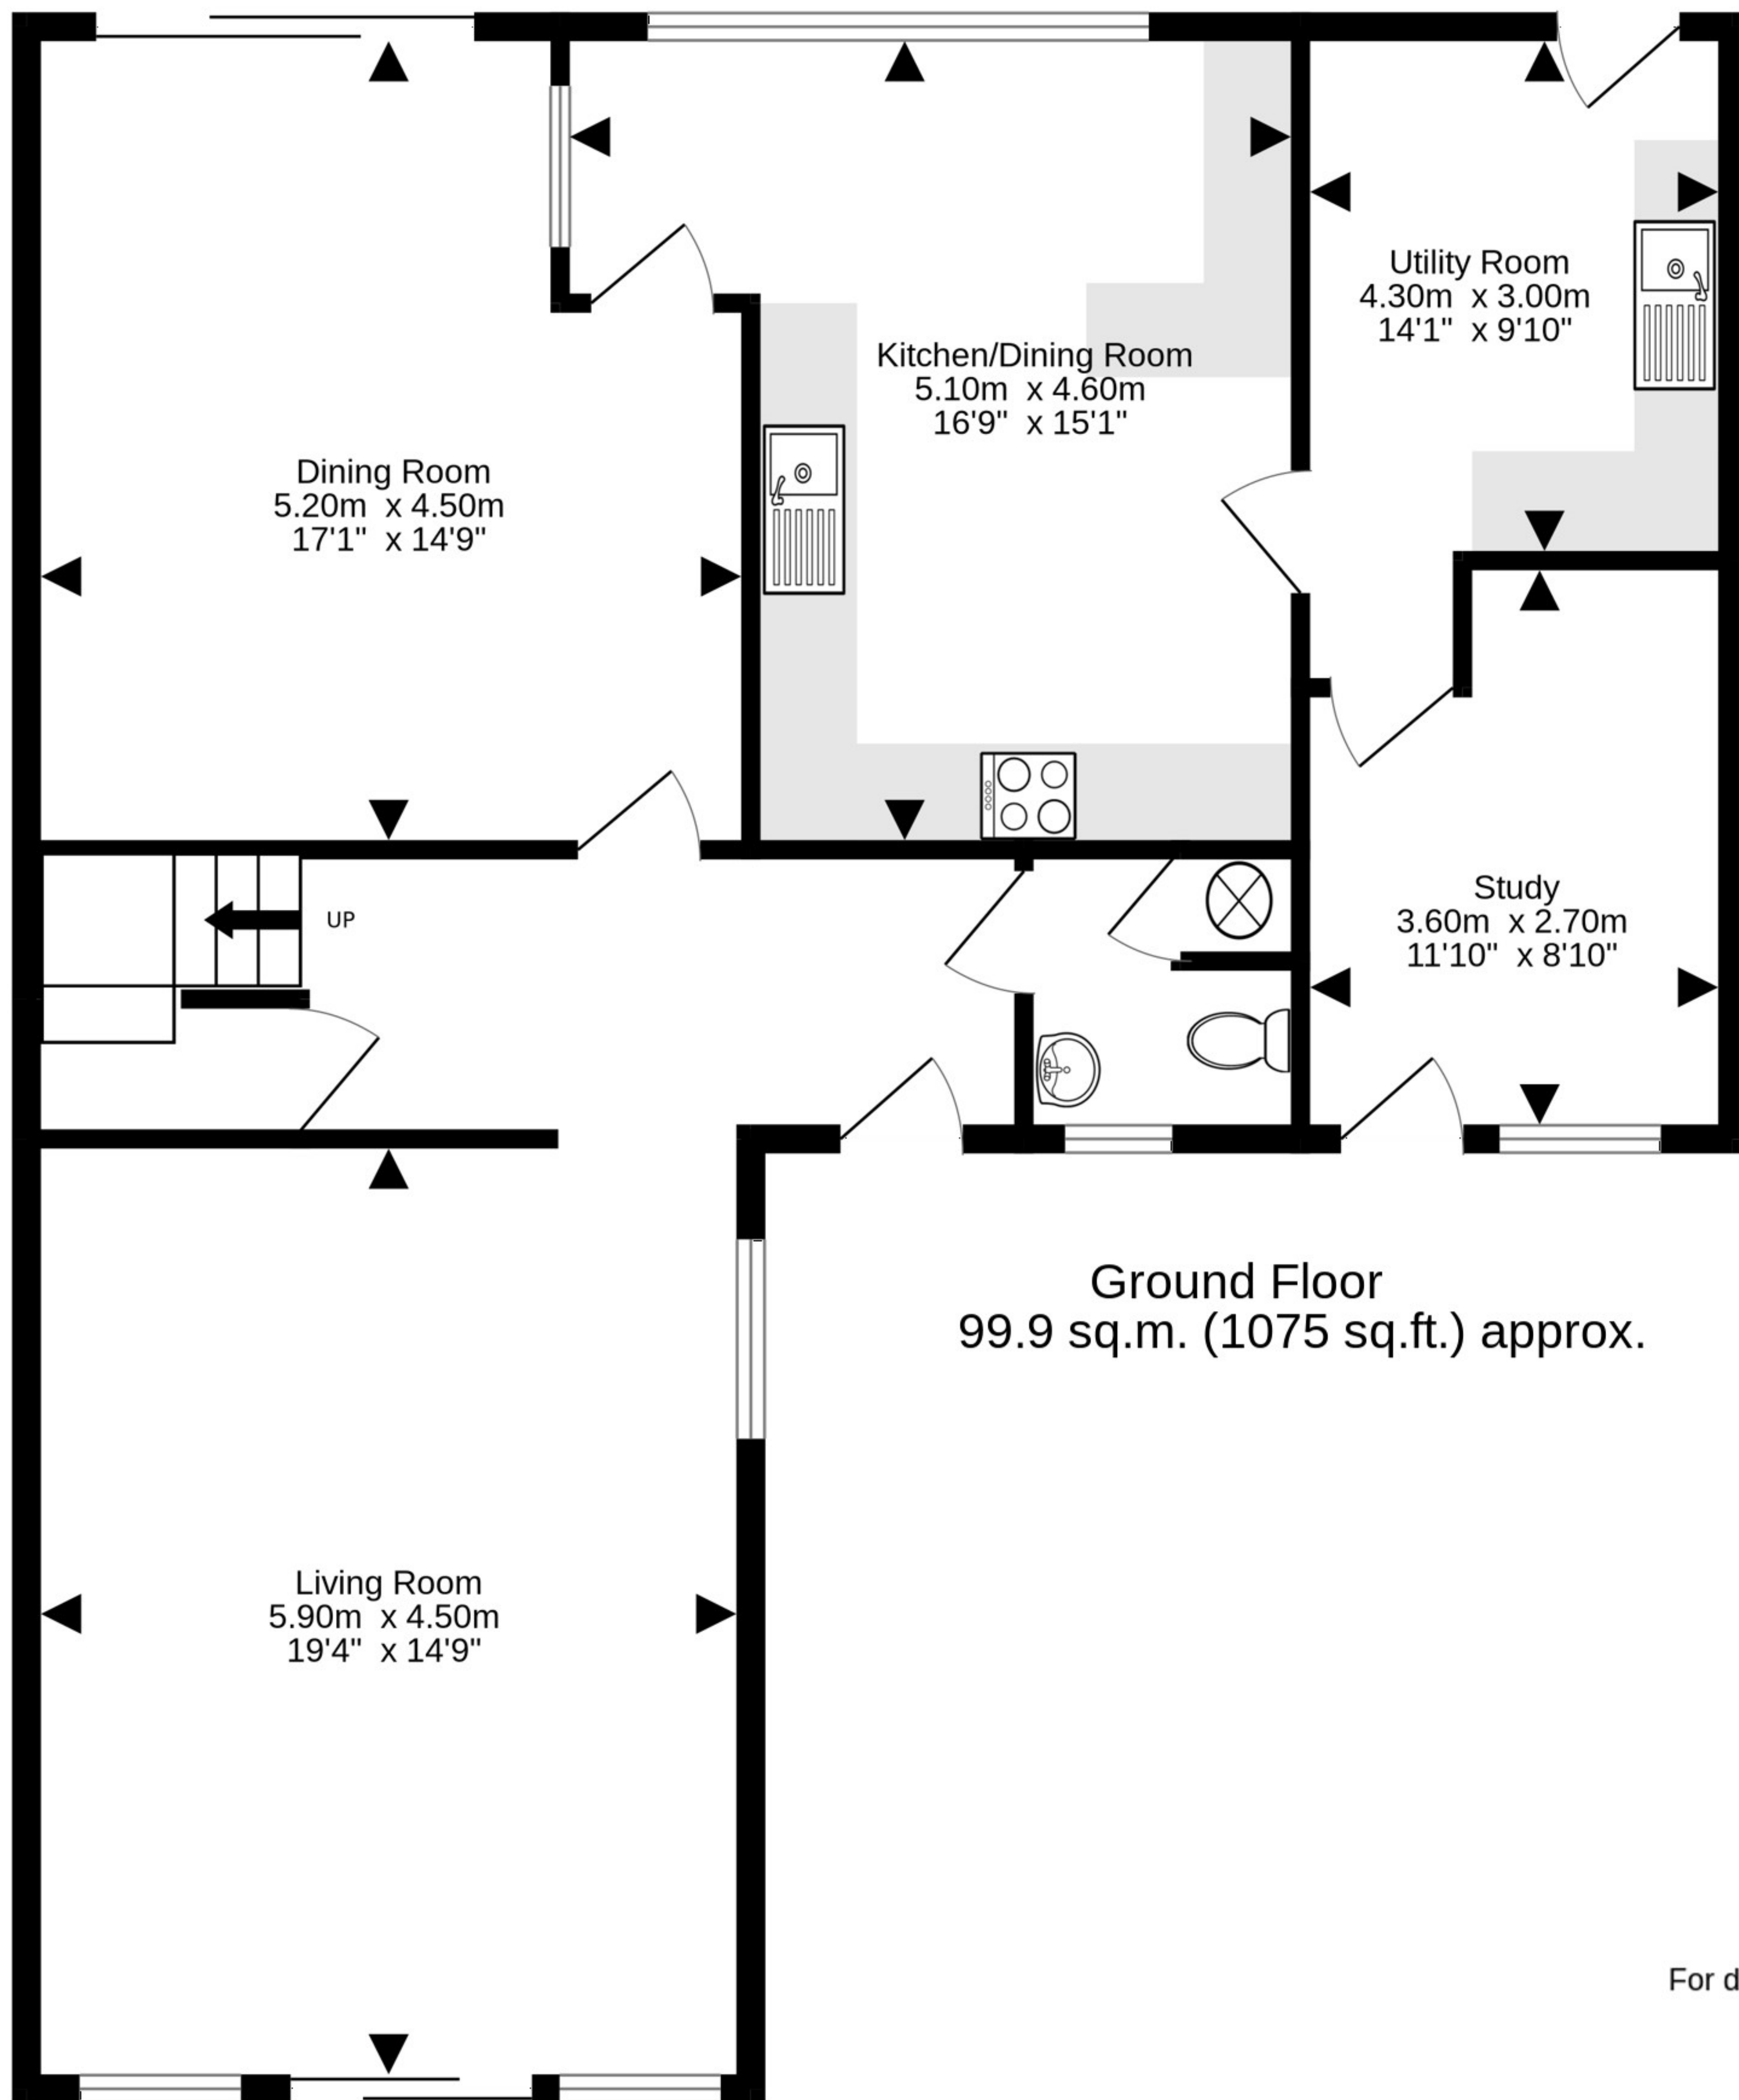 Utility Room
4.30m x 3.00m
14'1" x 9'10"
Kitchen/Dining Room
5.10m x 4.60m
16'9" x 15'1"
Dining Room
5.20m x 4.50m
17'1" x 14'9"
Study
3.60m x 2.70m
11'10" x 8'10"
UP
Ground Floor
99.9 sq.m. (1075 sq.ft.) approx.
Living Room
5.90m x 4.50m
19'4" x 14'9"
For d